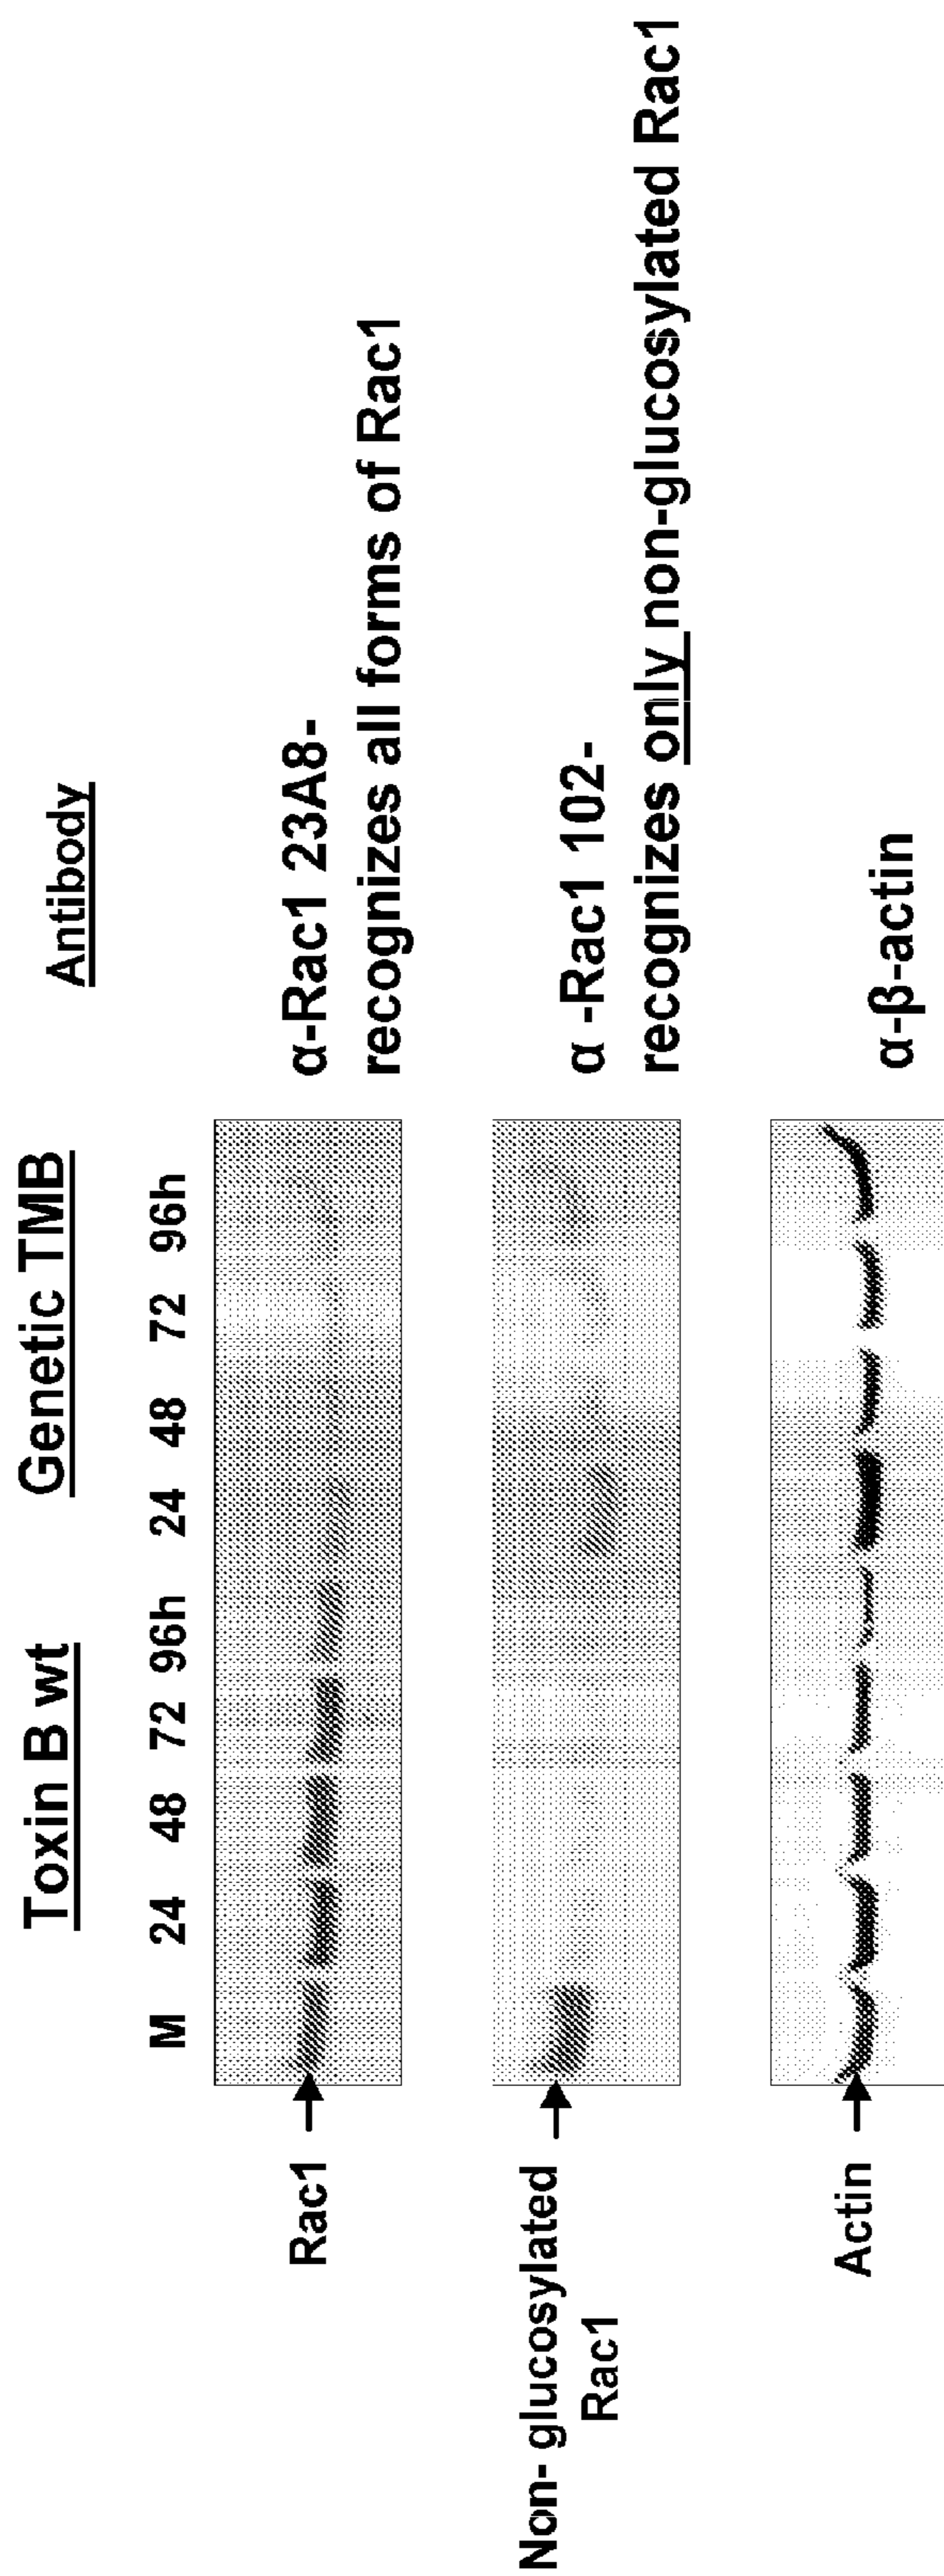 Toxin B wt Genetic TMB
Antibody
M 24 48 72 96h 24 48 72 96h
Rac1
α-Rac1 23A8-
recognizes all forms of Rac1
Non- glucosylated
Rac1
α -Rac1 102-
recognizes only non-glucosylated Rac1
Actin
α-β-actin